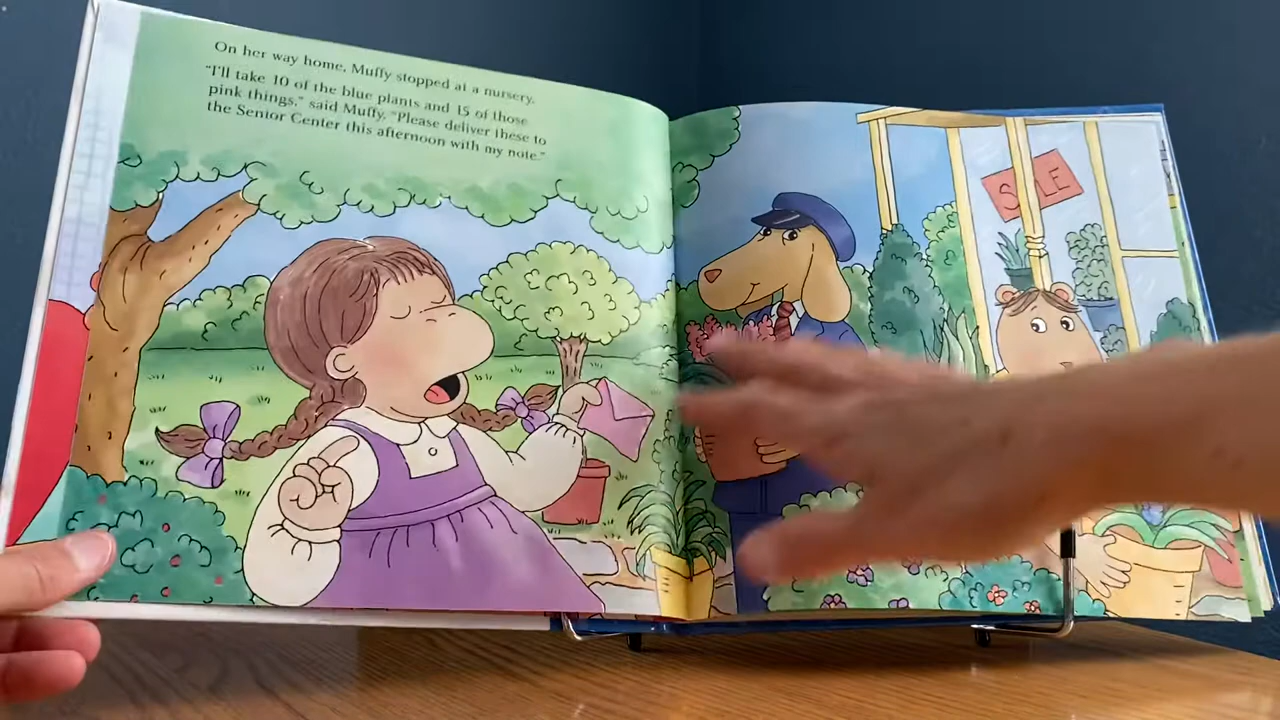 On her way home, Muffy stopped at a nursery.
"I'll take 10 of the blue plants and 15 of those
pink things," said Muffy. "Please deliver these to
the Senior Center this afternoon with my note."
SALE